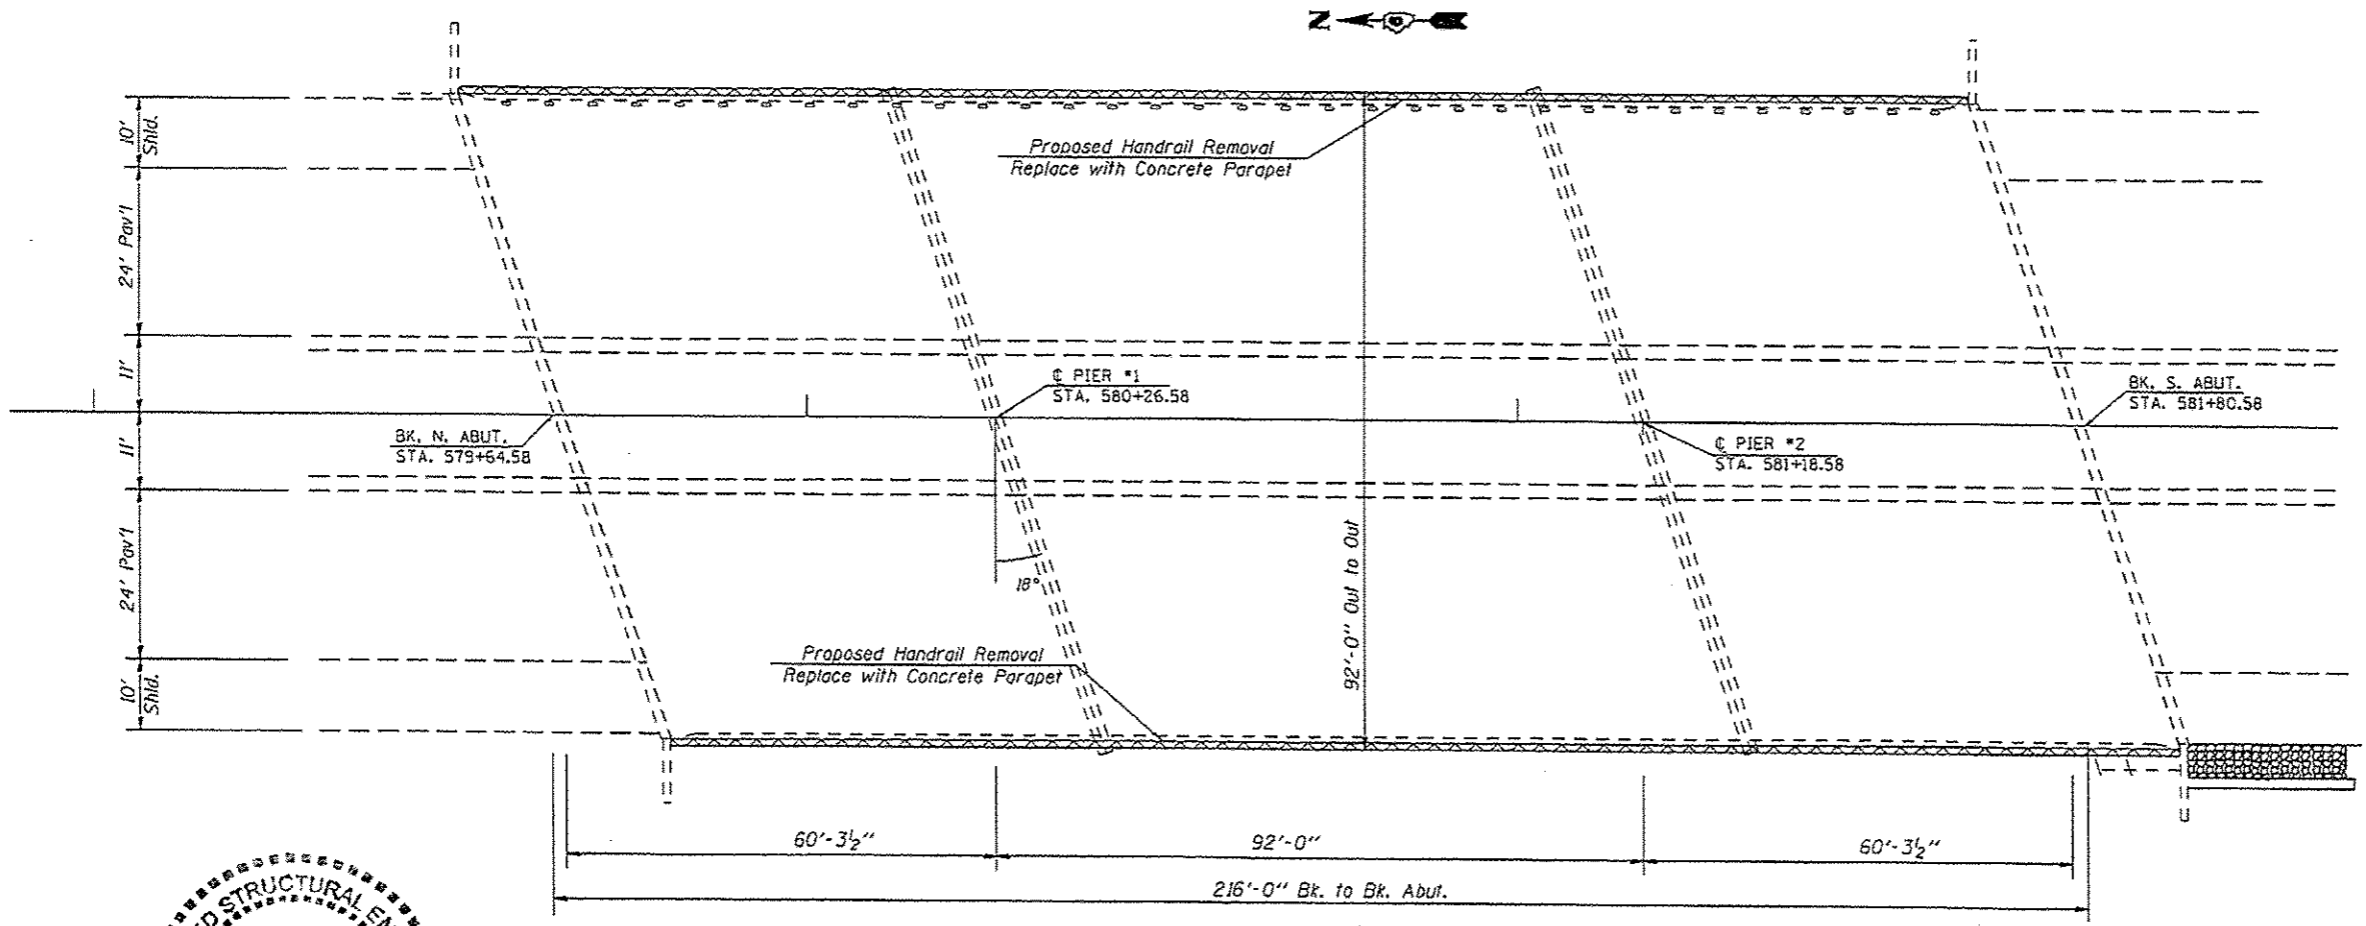 N
10'
Shld.
24' Pav't
11'
11'
24' Pav't
10'
Shld.
Proposed Handrail Removal
Replace with Concrete Parapet
BK. N. ABUT.
STA. 579+64.58
℄ PIER #1
STA. 580+26.58
18°
℄ PIER #2
STA. 581+18.58
BK. S. ABUT.
STA. 581+80.58
92'-0" Out to Out
Proposed Handrail Removal
Replace with Concrete Parapet
60'-3½"
92'-0"
60'-3½"
216'-0" Bk. to Bk. Abut.
STRUCTURAL